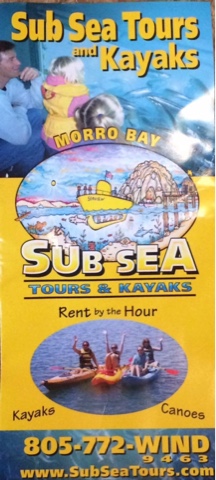 Sub Sea Tours
and Kayaks
MORRO BAY
SUB SEA
TOURS & KAYAKS
Rent by the Hour
Kayaks
Canoes
805-772-WIND
9463
www.SubSeaTours.com